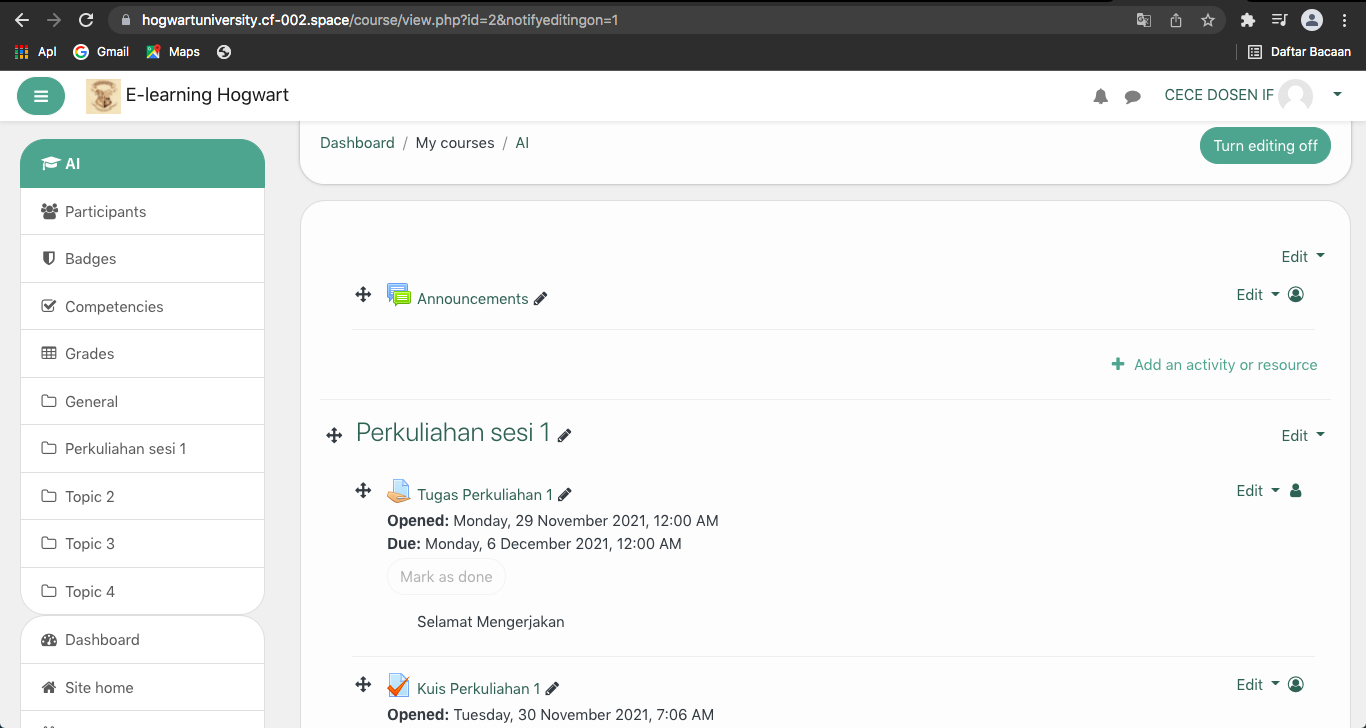 hogwartuniversity.cf-002.space/course/view.php?id=2&notifyeditingon=1
Apl Gmail Maps Daftar Bacaan
E-learning Hogwart CECE DOSEN IF
Dashboard / My courses / AI
Turn editing off
AI
Participants
Badges
Competencies
Grades
General
Perkuliahan sesi 1
Topic 2
Topic 3
Topic 4
Dashboard
Site home
Edit
Announcements Edit
Add an activity or resource
Perkuliahan sesi 1 Edit
Tugas Perkuliahan 1 Edit
Opened: Monday, 29 November 2021, 12:00 AM
Due: Monday, 6 December 2021, 12:00 AM
Mark as done
Selamat Mengerjakan
Kuis Perkuliahan 1 Edit
Opened: Tuesday, 30 November 2021, 7:06 AM